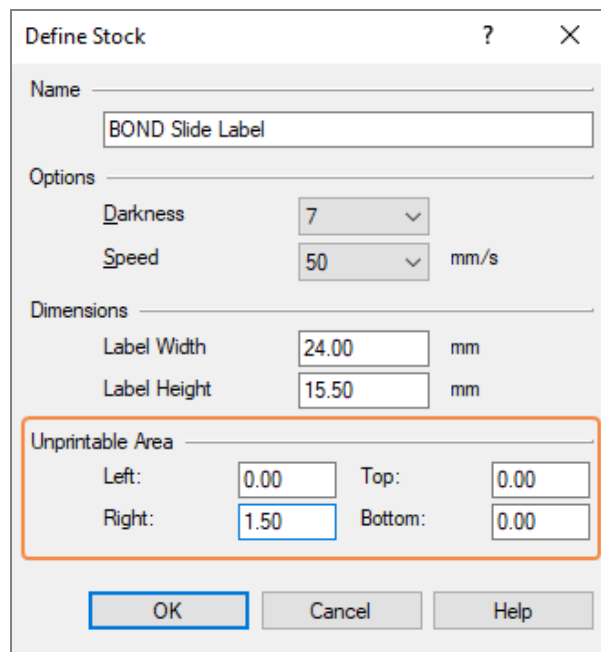 Define Stock ?
Name
BOND Slide Label
Options
Darkness 7
Speed 50 mm/s
Dimensions
Label Width 24.00 mm
Label Height 15.50 mm
Unprintable Area
Left: 0.00 Top: 0.00
Right: 1.50 Bottom: 0.00
OK Cancel Help